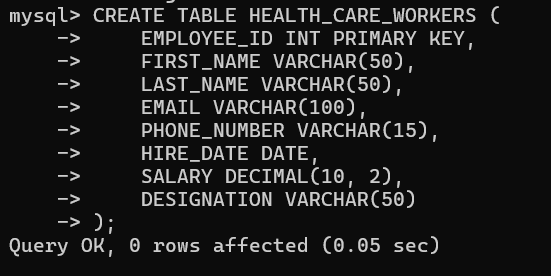 mysql> CREATE TABLE HEALTH_CARE_WORKERS (
    ->     EMPLOYEE_ID INT PRIMARY KEY,
    ->     FIRST_NAME VARCHAR(50),
    ->     LAST_NAME VARCHAR(50),
    ->     EMAIL VARCHAR(100),
    ->     PHONE_NUMBER VARCHAR(15),
    ->     HIRE_DATE DATE,
    ->     SALARY DECIMAL(10, 2),
    ->     DESIGNATION VARCHAR(50)
    -> );
Query OK, 0 rows affected (0.05 sec)